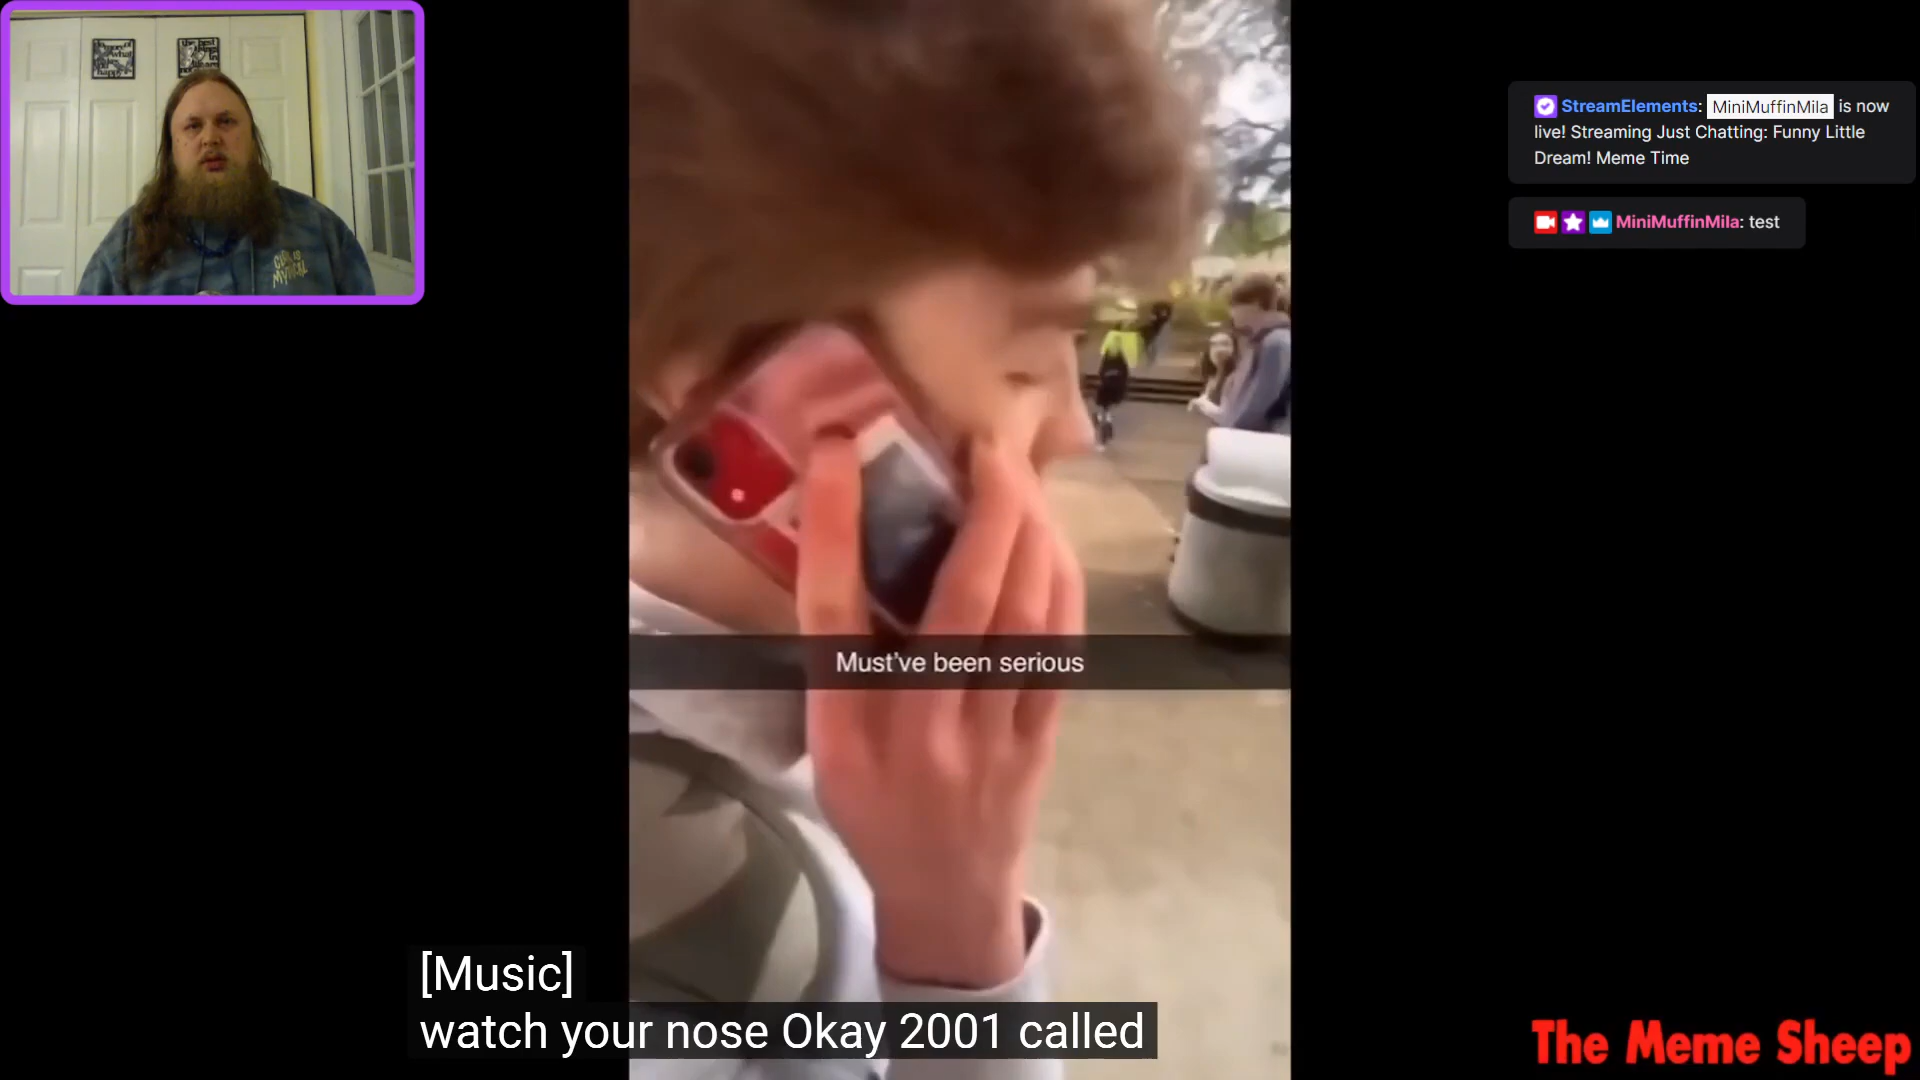 StreamElements: MiniMuffinMila is now
live! Streaming Just Chatting: Funny Little
Dream! Meme Time
MiniMuffinMila: test
Must've been serious
[Music]
watch your nose Okay 2001 called
The Meme Sheep